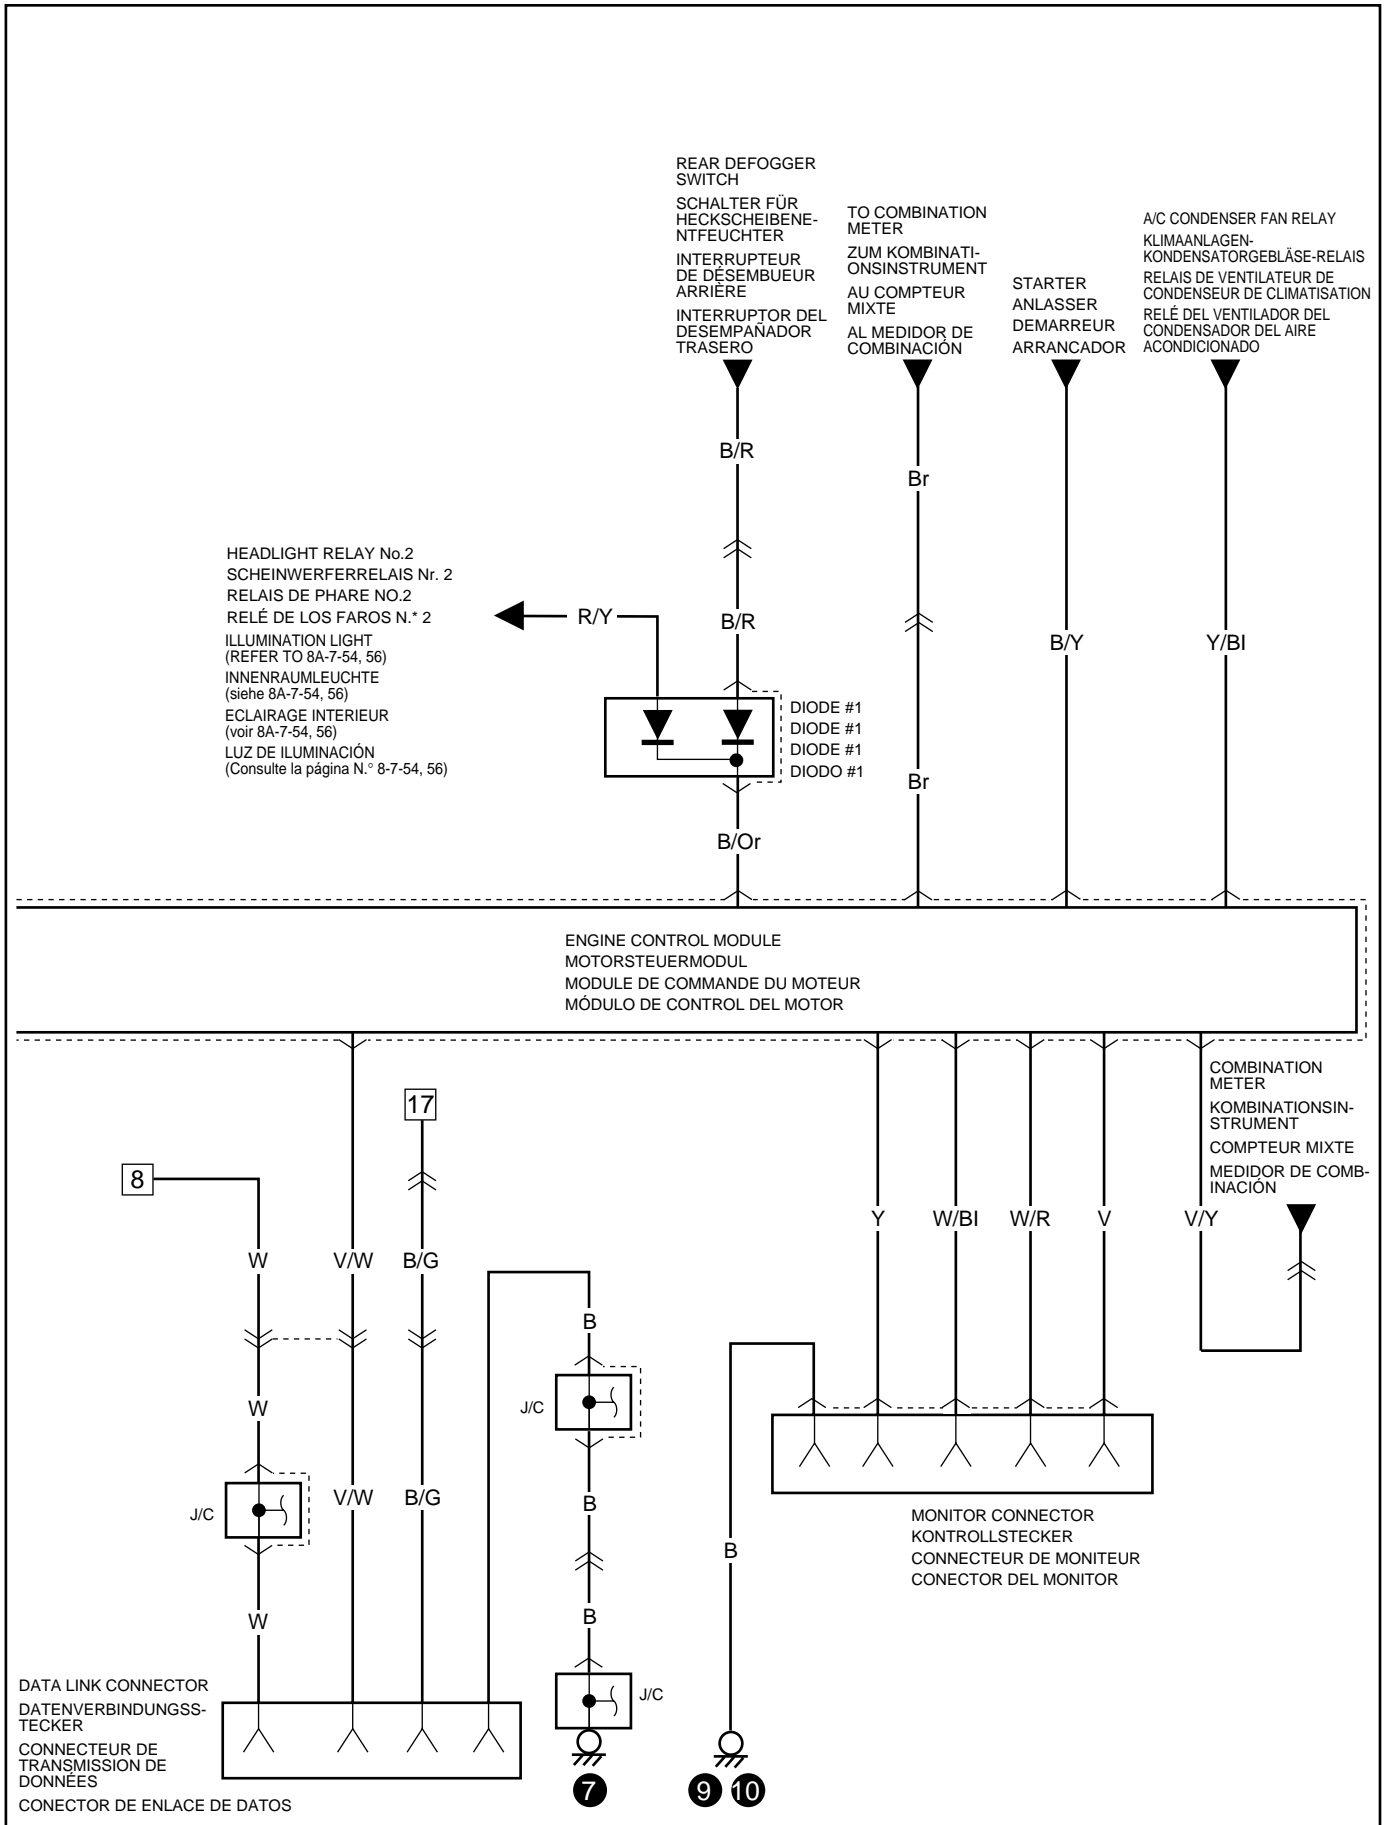 REAR DEFOGGER
SWITCH
SCHALTER FÜR
HECKSCHEIBENE-
NTFEUCHTER
INTERRUPTEUR
DE DÉSEMBUEUR
ARRIÈRE
INTERRUPTOR DEL
DESEMPAÑADOR
TRASERO
TO COMBINATION
METER
ZUM KOMBINATI-
ONSINSTRUMENT
AU COMPTEUR
MIXTE
AL MEDIDOR DE
COMBINACIÓN
STARTER
ANLASSER
DEMARREUR
ARRANCADOR
A/C CONDENSER FAN RELAY
KLIMAANLAGEN-
KONDENSATORGEBLÄSE-RELAIS
RELAIS DE VENTILATEUR DE
CONDENSEUR DE CLIMATISATION
RELÉ DEL VENTILADOR DEL
CONDENSADOR DEL AIRE
ACONDICIONADO
B/R
Br
HEADLIGHT RELAY No.2
SCHEINWERFERRELAIS Nr. 2
RELAIS DE PHARE NO.2
RELÉ DE LOS FAROS N.* 2
ILLUMINATION LIGHT
(REFER TO 8A-7-54, 56)
INNENRAUMLEUCHTE
(siehe 8A-7-54, 56)
ECLAIRAGE INTERIEUR
(voir 8A-7-54, 56)
LUZ DE ILUMINACIÓN
(Consulte la página N.° 8-7-54, 56)
R/Y
B/R
B/Y
Y/Bl
DIODE #1
DIODE #1
DIODE #1
DIODO #1
Br
B/Or
ENGINE CONTROL MODULE
MOTORSTEUERMODUL
MODULE DE COMMANDE DU MOTEUR
MÓDULO DE CONTROL DEL MOTOR
COMBINATION
METER
KOMBINATIONSIN-
STRUMENT
COMPTEUR MIXTE
MEDIDOR DE COMB-
INACIÓN
17
8
Y
W/Bl
W/R
V
V/Y
W
V/W
B/G
B
J/C
W
V/W
B/G
J/C
B
B
B
W
MONITOR CONNECTOR
KONTROLLSTECKER
CONNECTEUR DE MONITEUR
CONECTOR DEL MONITOR
J/C
DATA LINK CONNECTOR
DATENVERBINDUNGSS-
TECKER
CONNECTEUR DE
TRANSMISSION DE
DONNÉES
CONECTOR DE ENLACE DE DATOS
7
9
10